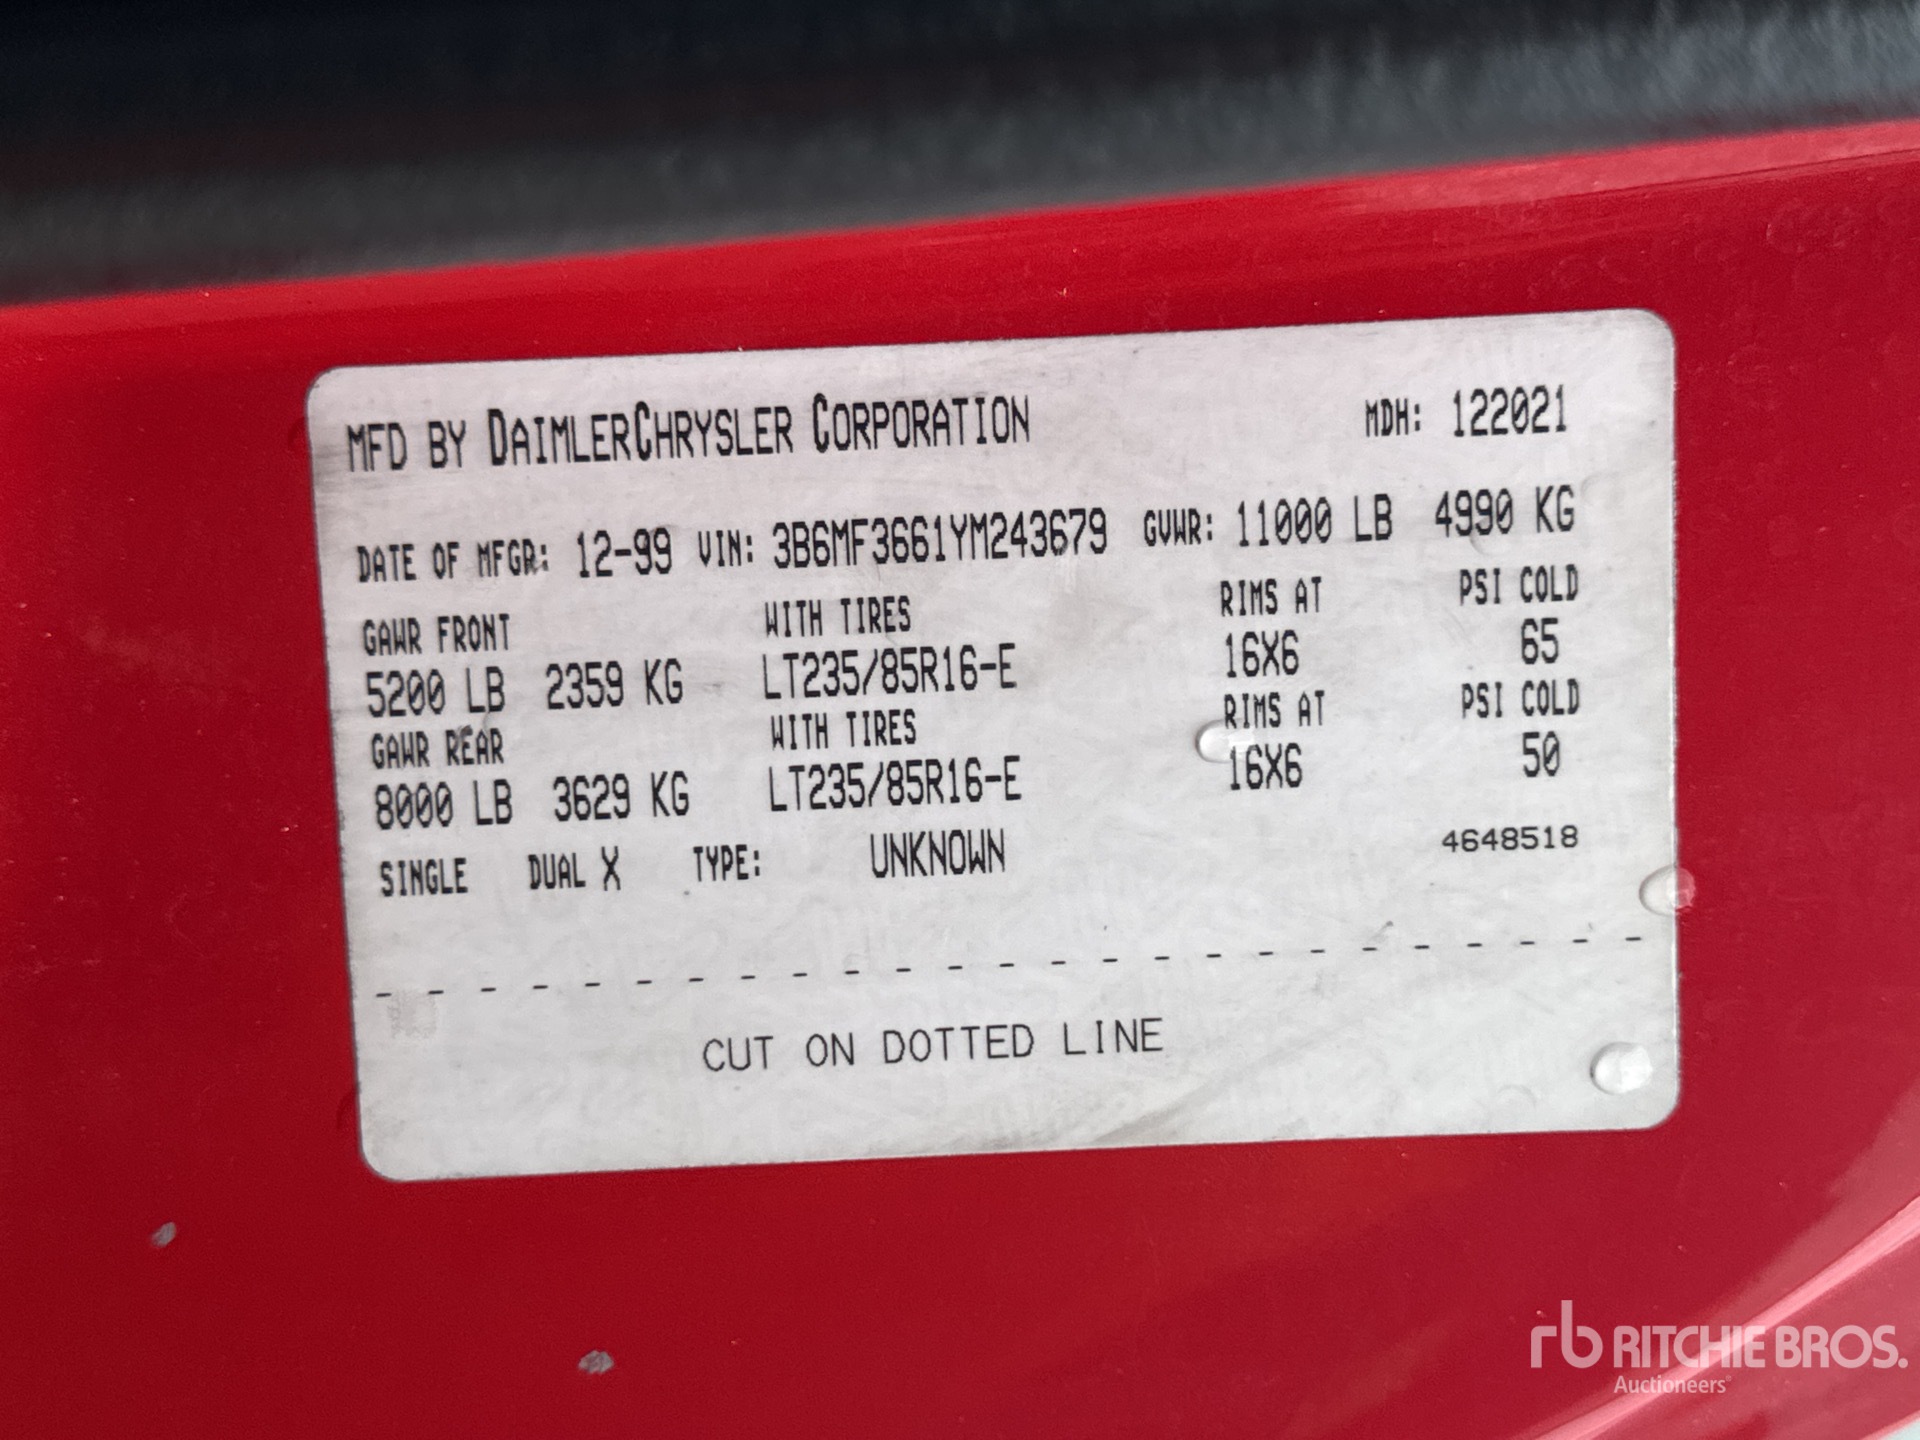 MFD BY DAIMLERCHRYSLER CORPORATION MDH: 122021
DATE OF MFGR: 12-99 VIN: 3B6MF3661YM243679 GVWR: 11000 LB 4990 KG
GAWR FRONT WITH TIRES RIMS AT PSI COLD
5200 LB 2359 KG LT235/85R16-E 16X6 65
GAWR REAR WITH TIRES RIMS AT PSI COLD
8000 LB 3629 KG LT235/85R16-E 16X6 50
SINGLE DUAL X TYPE: UNKNOWN 4648518
CUT ON DOTTED LINE
rb RITCHIE BROS.
Auctioneers